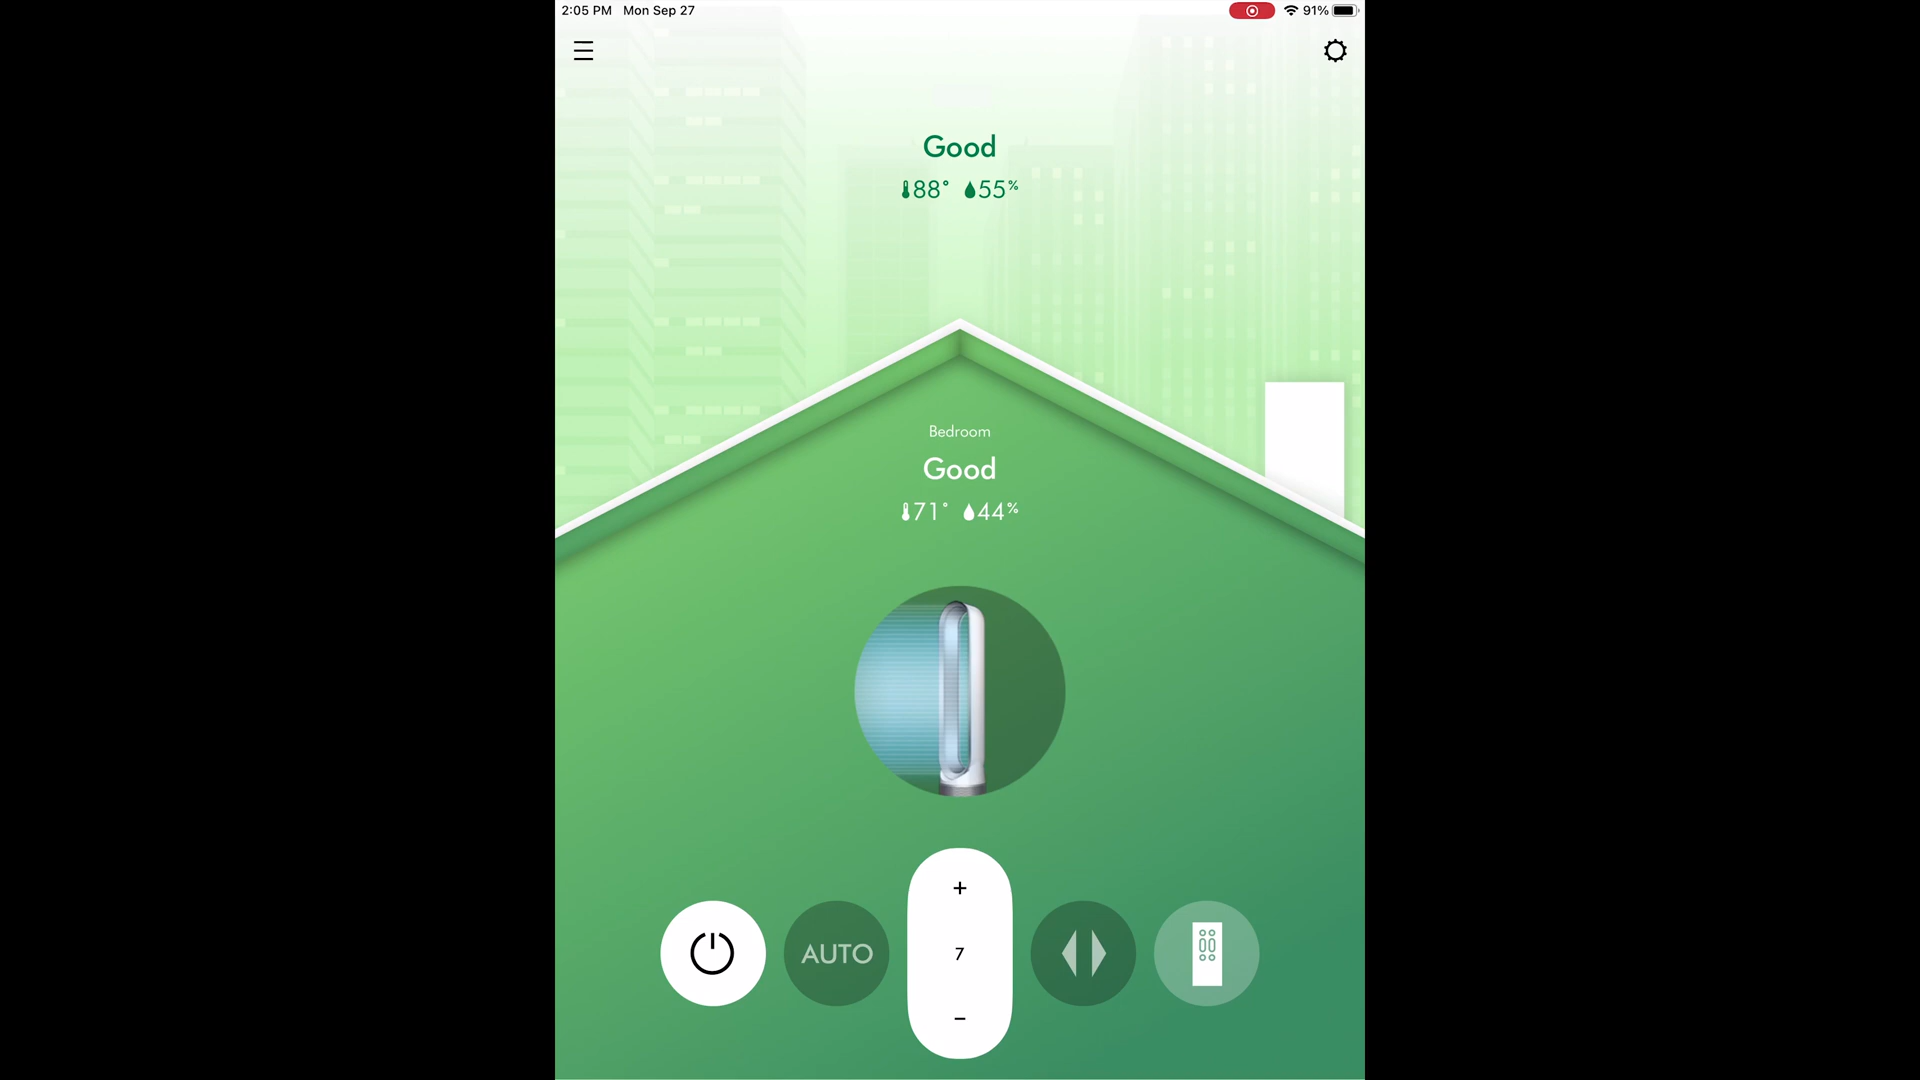 2:05 PM Mon Sep 27
91%
Good
88° 55%
Bedroom
Good
71° 44%
+
AUTO
7
−